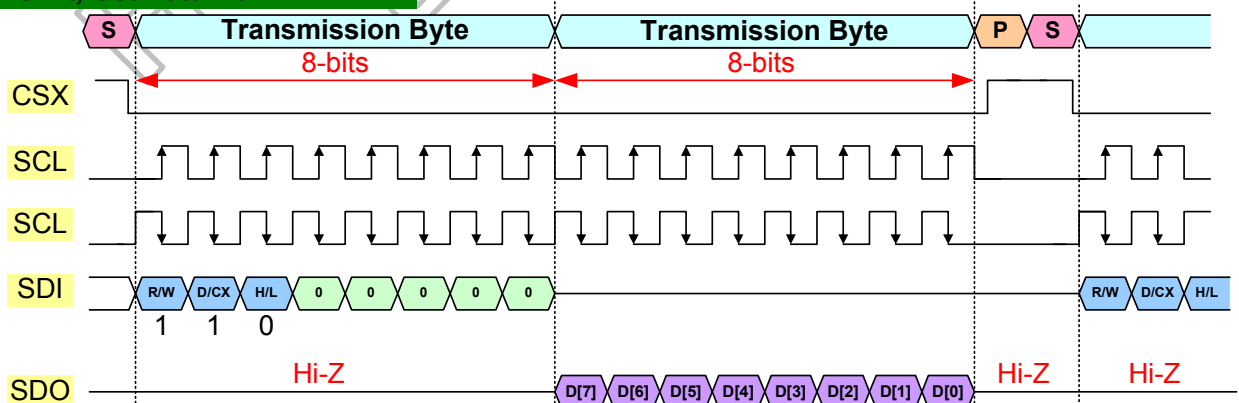 S Transmission Byte Transmission Byte P S
8-bits 8-bits
CSX
SCL
SCL
SDI R/W D/CX H/L 0 0 0 0 0 R/W D/CX H/L
1 1 0
Hi-Z Hi-Z Hi-Z
SDO D[7] D[6] D[5] D[4] D[3] D[2] D[1] D[0]